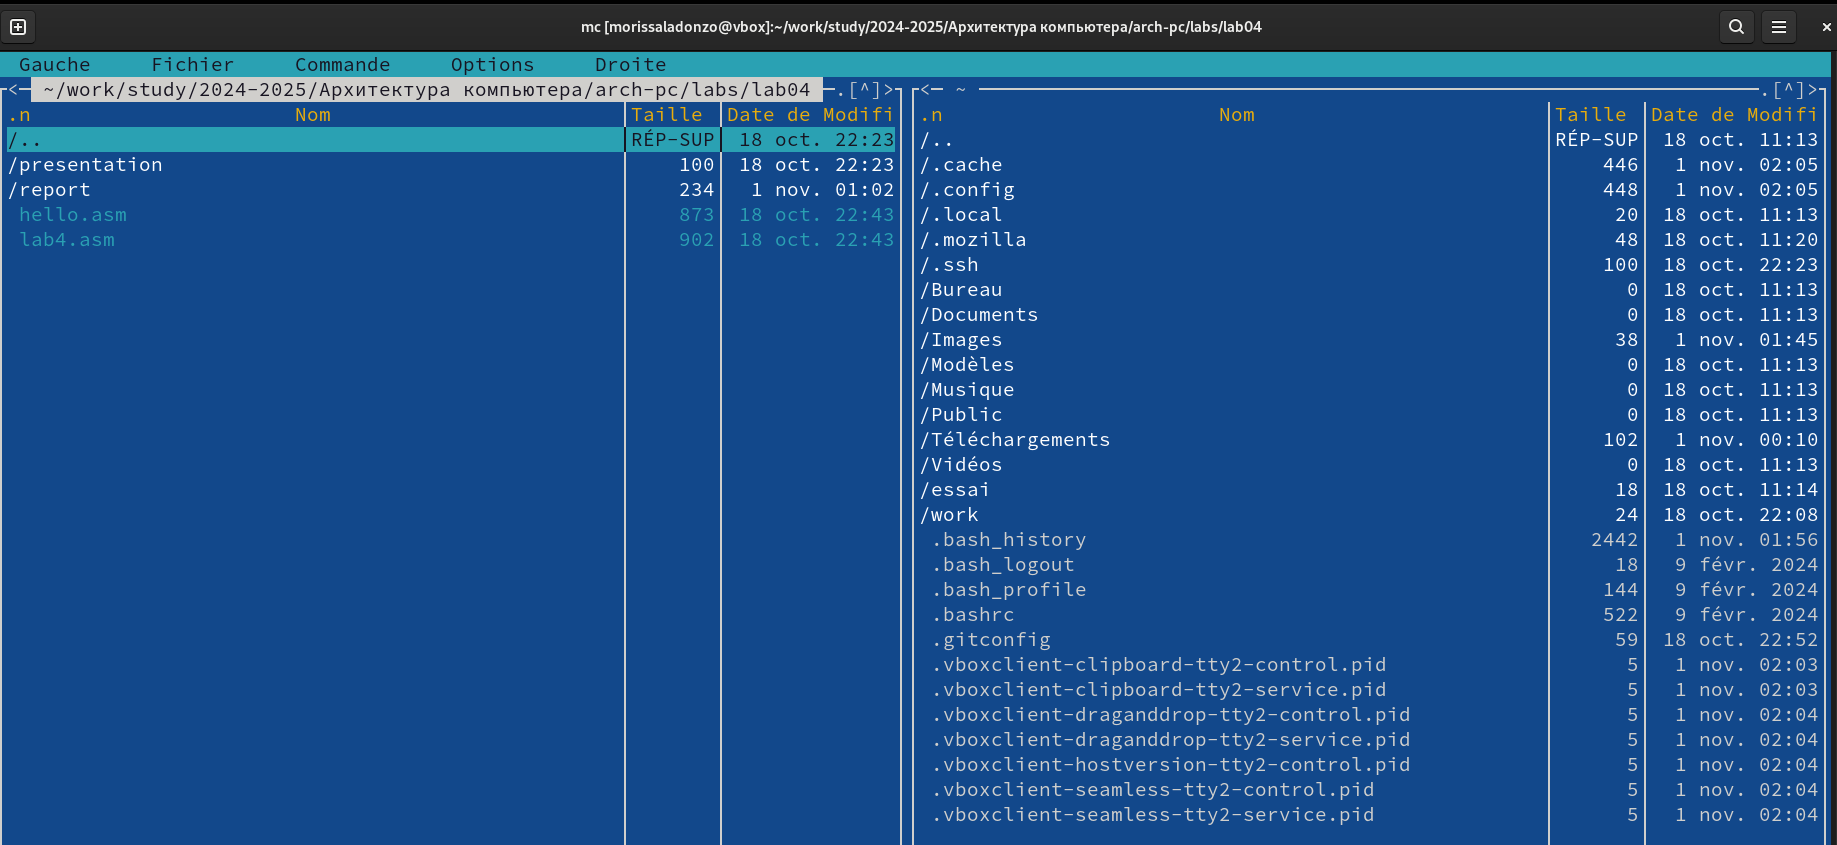 mc [morissaladonzo@vbox]:~/work/study/2024-2025/Архитектура компьютера/arch-pc/labs/lab04
Gauche Fichier Commande Options Droite
<— ~/work/study/2024-2025/Архитектура компьютера/arch-pc/labs/lab04 —.[^]>
.n Nom Taille Date de Modifi
/.. RÉP-SUP 18 oct. 22:23
/presentation 100 18 oct. 22:23
/report 234 1 nov. 01:02
hello.asm 873 18 oct. 22:43
lab4.asm 902 18 oct. 22:43
<— ~ —.[^]>
.n Nom Taille Date de Modifi
/.. RÉP-SUP 18 oct. 11:13
/.cache 446 1 nov. 02:05
/.config 448 1 nov. 02:05
/.local 20 18 oct. 11:13
/.mozilla 48 18 oct. 11:20
/.ssh 100 18 oct. 22:23
/Bureau 0 18 oct. 11:13
/Documents 0 18 oct. 11:13
/Images 38 1 nov. 01:45
/Modèles 0 18 oct. 11:13
/Musique 0 18 oct. 11:13
/Public 0 18 oct. 11:13
/Téléchargements 102 1 nov. 00:10
/Vidéos 0 18 oct. 11:13
/essai 18 18 oct. 11:14
/work 24 18 oct. 22:08
.bash_history 2442 1 nov. 01:56
.bash_logout 18 9 févr. 2024
.bash_profile 144 9 févr. 2024
.bashrc 522 9 févr. 2024
.gitconfig 59 18 oct. 22:52
.vboxclient-clipboard-tty2-control.pid 5 1 nov. 02:03
.vboxclient-clipboard-tty2-service.pid 5 1 nov. 02:03
.vboxclient-draganddrop-tty2-control.pid 5 1 nov. 02:04
.vboxclient-draganddrop-tty2-service.pid 5 1 nov. 02:04
.vboxclient-hostversion-tty2-control.pid 5 1 nov. 02:04
.vboxclient-seamless-tty2-control.pid 5 1 nov. 02:04
.vboxclient-seamless-tty2-service.pid 5 1 nov. 02:04